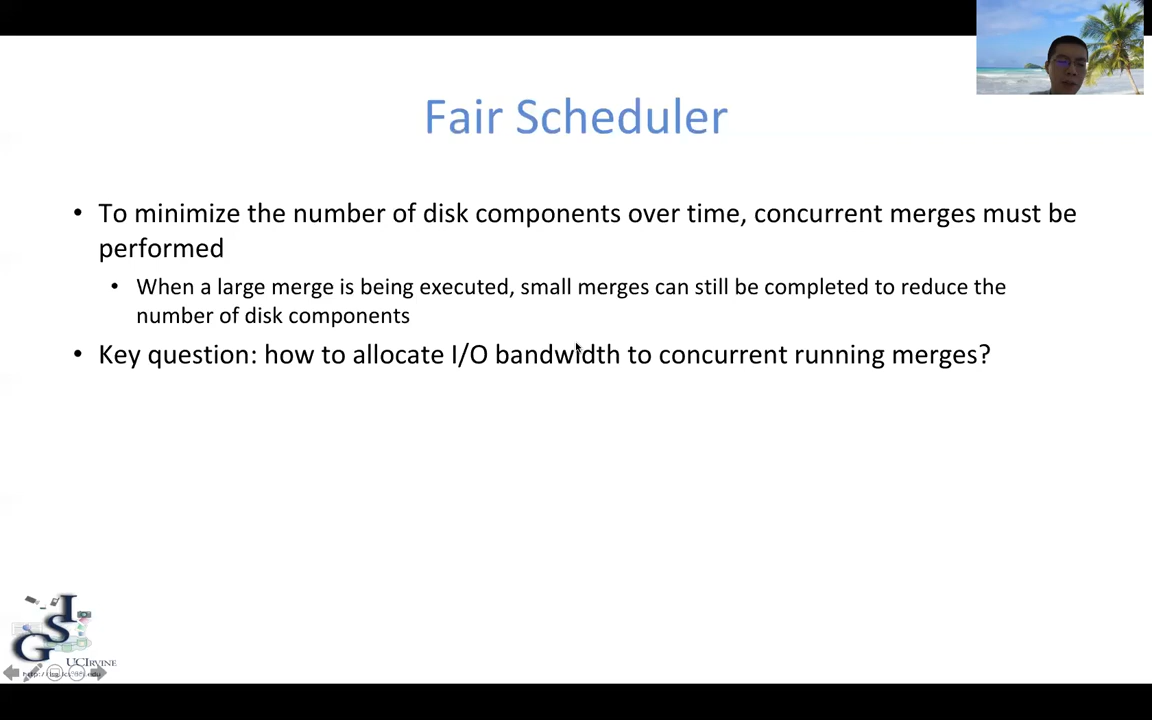 Fair Scheduler
• To minimize the number of disk components over time, concurrent merges must be
performed
• When a large merge is being executed, small merges can still be completed to reduce the
number of disk components
• Key question: how to allocate I/O bandwidth to concurrent running merges?
ISG
UCIRVINE